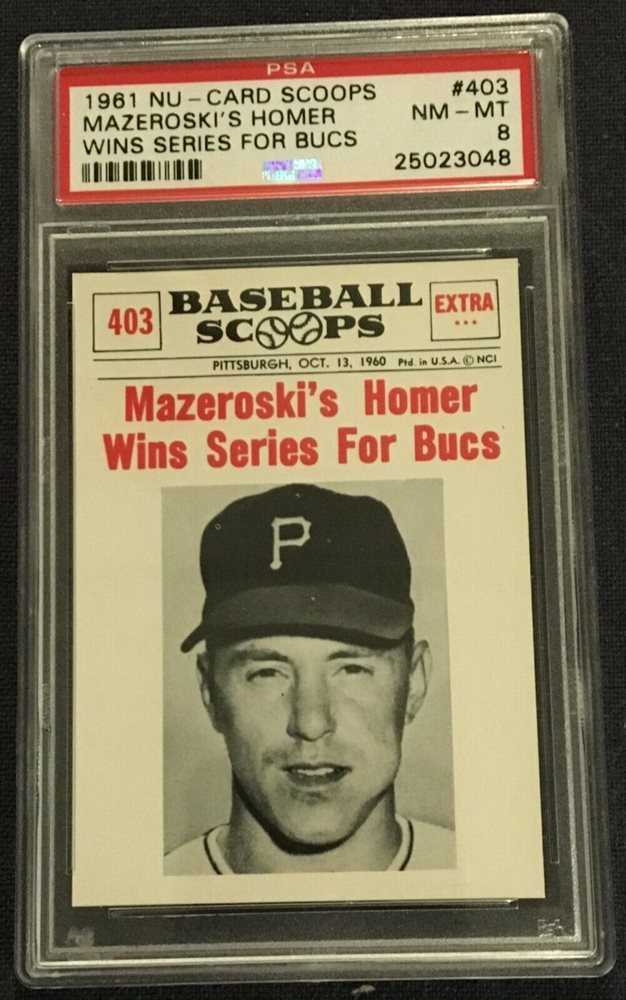 PSA
1961 NU-CARD SCOOPS #403
MAZEROSKI'S HOMER NM-MT
WINS SERIES FOR BUCS 8
25023048
403 BASEBALL SCOOPS EXTRA
PITTSBURGH, OCT. 13, 1960 Ptd. in U.S.A. © NCI
Mazeroski's Homer
Wins Series For Bucs
P